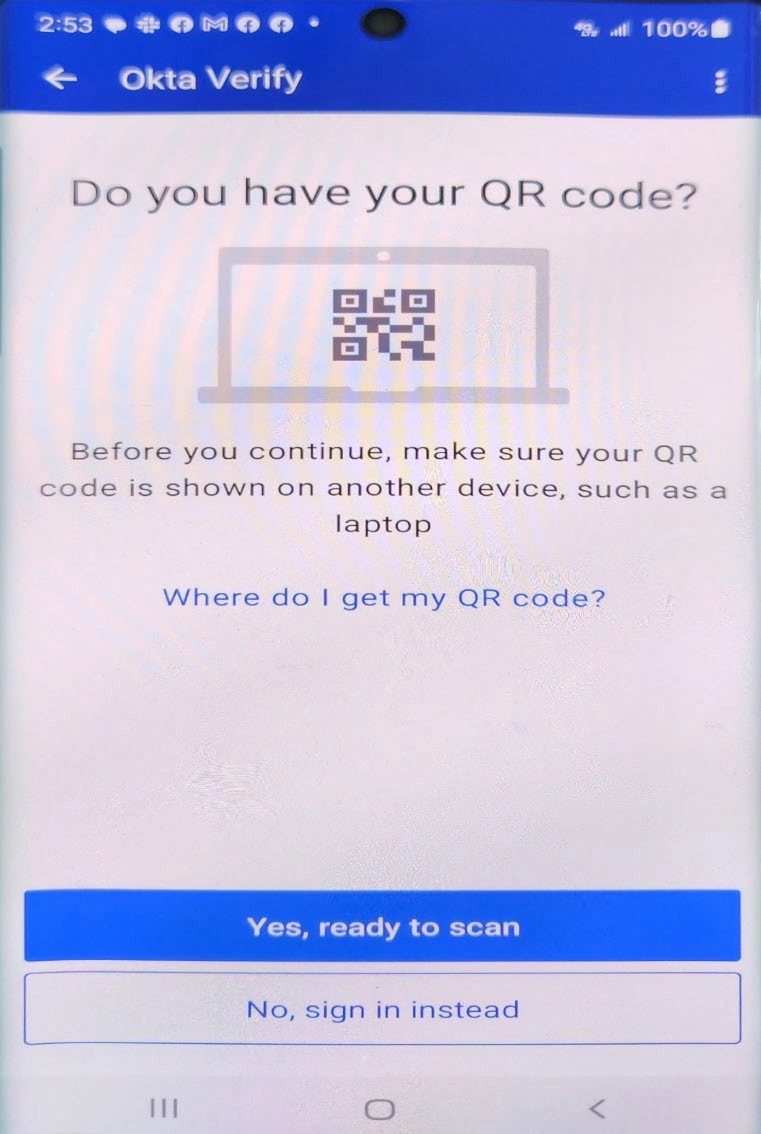 2:53
4G 100%
Okta Verify
Do you have your QR code?
Before you continue, make sure your QR
code is shown on another device, such as a
laptop
Where do I get my QR code?
Yes, ready to scan
No, sign in instead